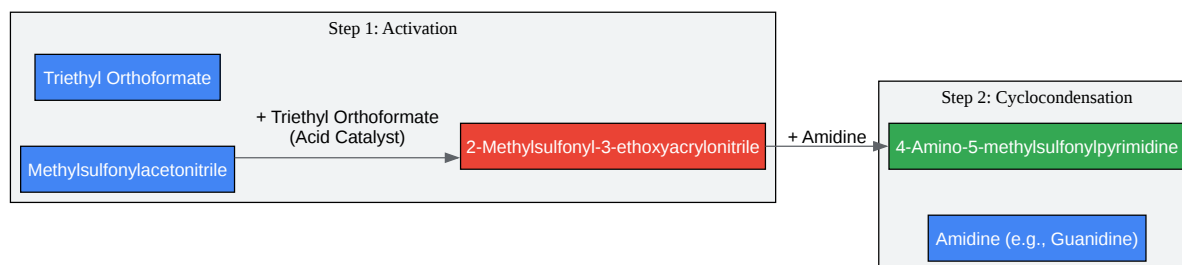 Step 1: Activation
Triethyl Orthoformate
+ Triethyl Orthoformate
(Acid Catalyst)
Methylsulfonylacetonitrile
2-Methylsulfonyl-3-ethoxyacrylonitrile
+ Amidine
Step 2: Cyclocondensation
4-Amino-5-methylsulfonylpyrimidine
Amidine (e.g., Guanidine)